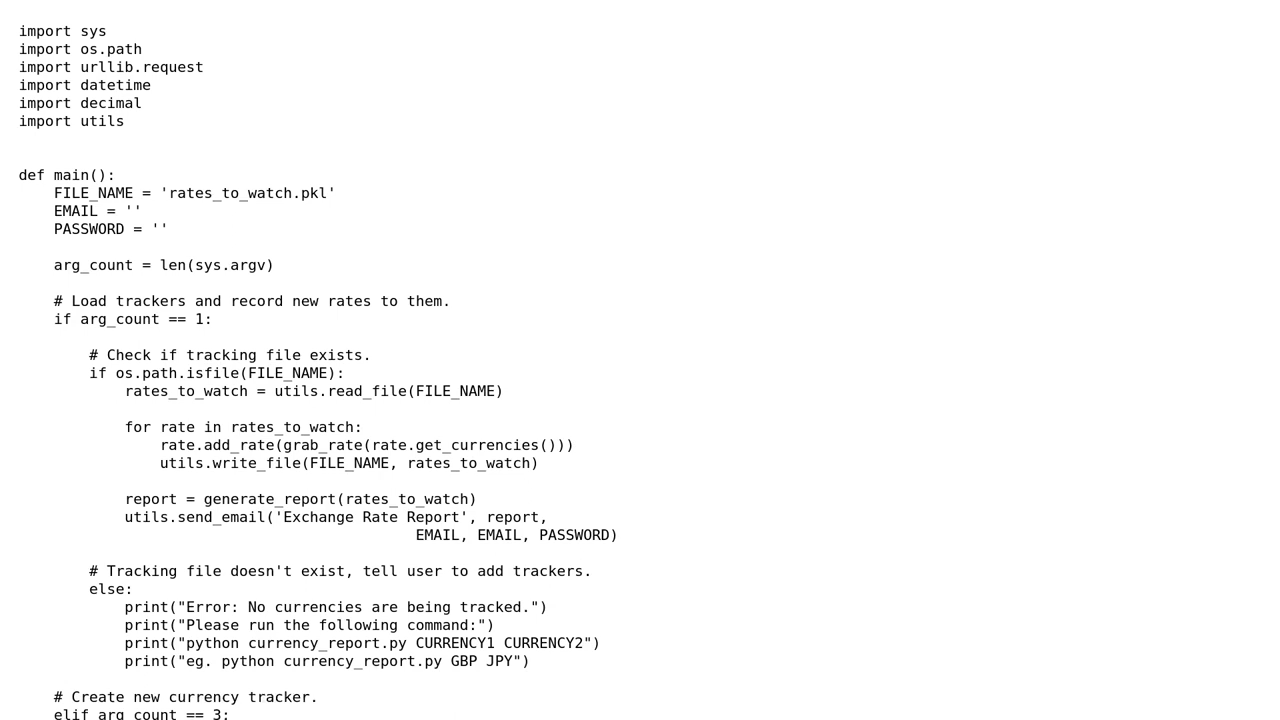 import sys
import os.path
import urllib.request
import datetime
import decimal
import utils


def main():
    FILE_NAME = 'rates_to_watch.pkl'
    EMAIL = ''
    PASSWORD = ''

    arg_count = len(sys.argv)

    # Load trackers and record new rates to them.
    if arg_count == 1:

        # Check if tracking file exists.
        if os.path.isfile(FILE_NAME):
            rates_to_watch = utils.read_file(FILE_NAME)

            for rate in rates_to_watch:
                rate.add_rate(grab_rate(rate.get_currencies()))
                utils.write_file(FILE_NAME, rates_to_watch)

            report = generate_report(rates_to_watch)
            utils.send_email('Exchange Rate Report', report,
                                             EMAIL, EMAIL, PASSWORD)

        # Tracking file doesn't exist, tell user to add trackers.
        else:
            print("Error: No currencies are being tracked.")
            print("Please run the following command:")
            print("python currency_report.py CURRENCY1 CURRENCY2")
            print("eg. python currency_report.py GBP JPY")

    # Create new currency tracker.
    elif arg_count == 3: